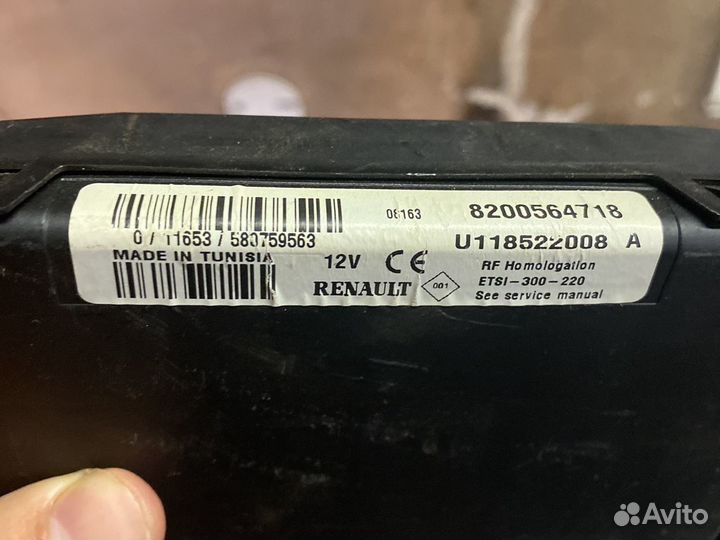 08163
8200564718
0 / 11653 / 580759563
U118522008 A
MADE IN TUNISIA
12V
CE
RF Homologation
ETSI-300-220
See service manual
RENAULT
001
Avito